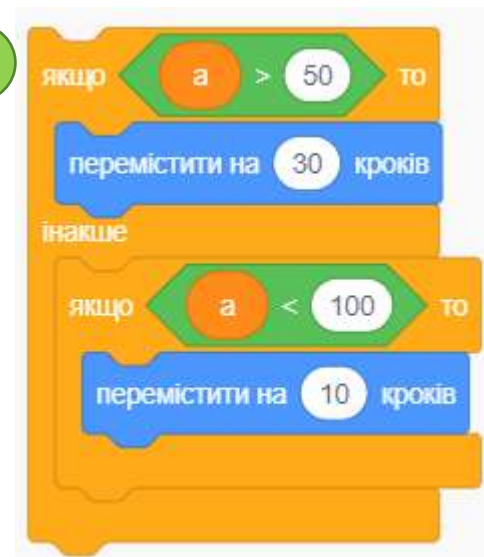 якщо a > 50 то
перемістити на 30 кроків
інакше
якщо a < 100 то
перемістити на 10 кроків